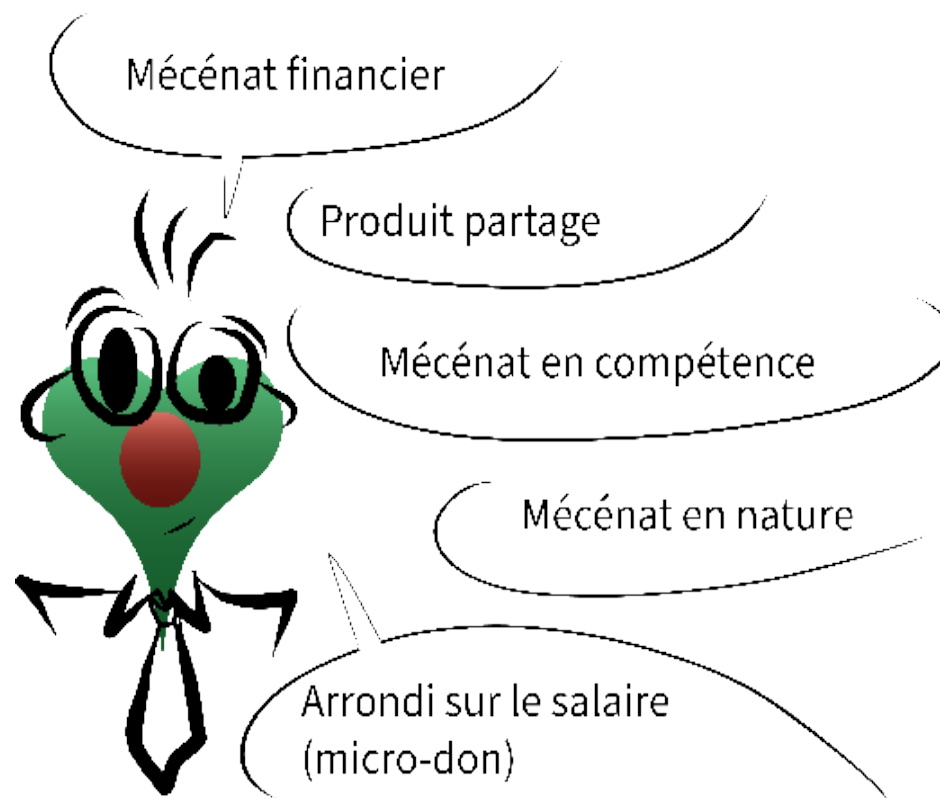 Mécénat financier
Produit partage
Mécénat en compétence
Mécénat en nature
Arrondi sur le salaire
(micro-don)